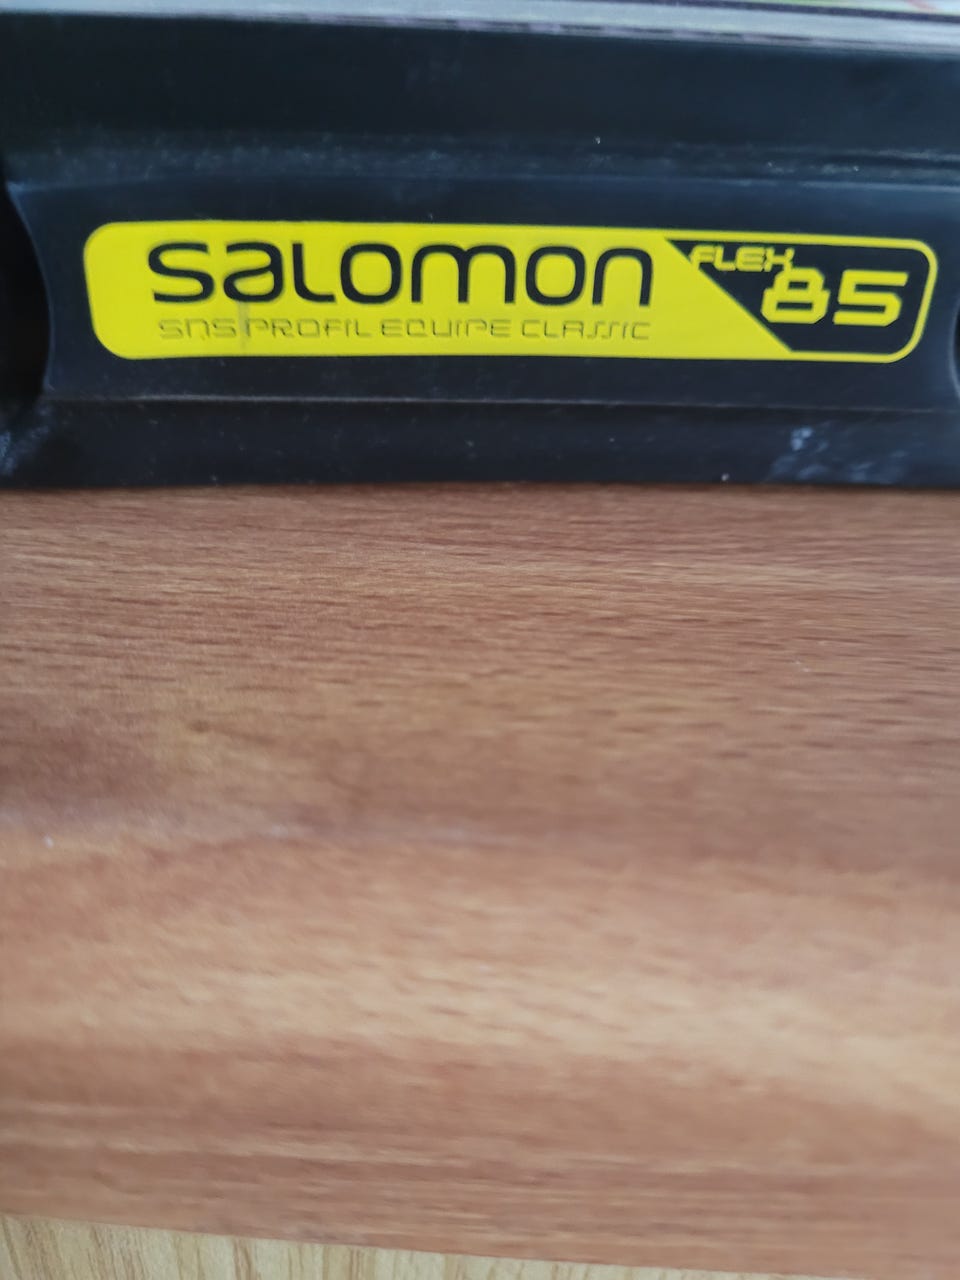 SALOMON
SNS PROFIL EQUIPE CLASSIC
FLEX
85